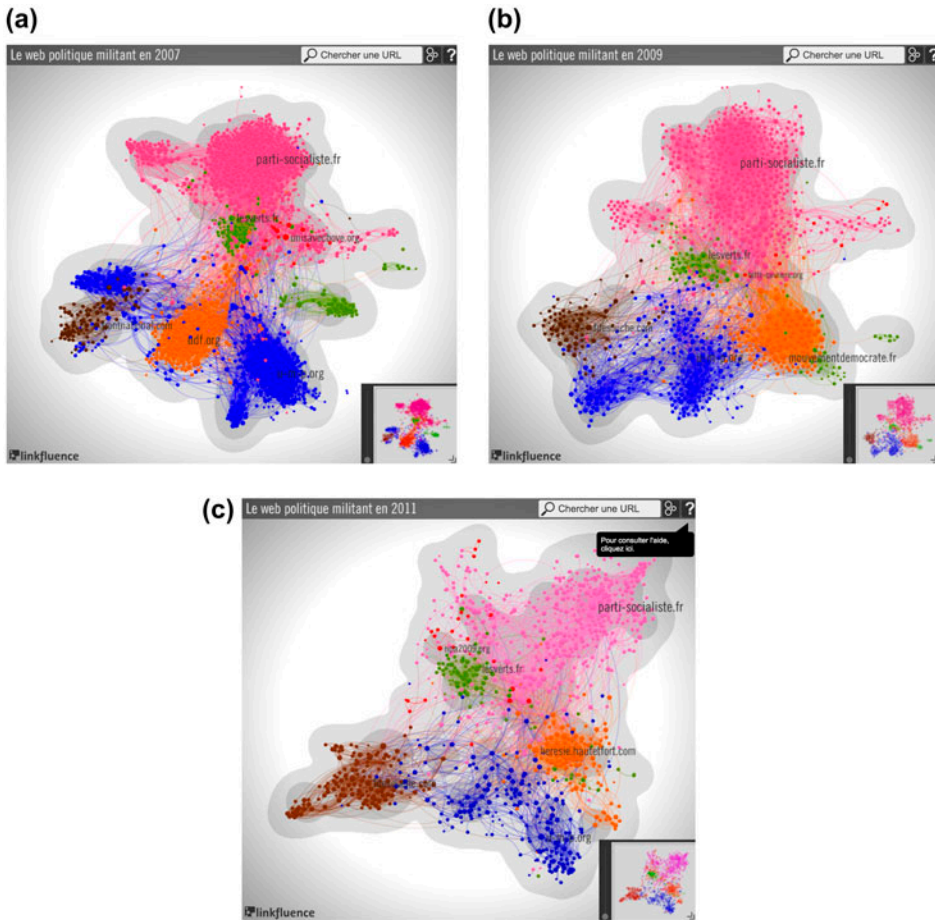 (a)
Le web politique militant en 2007
Chercher une URL
?
parti-socialiste.fr
lesverts.fr
udf.org
linkfluence
(b)
Le web politique militant en 2009
Chercher une URL
?
parti-socialiste.fr
lesverts.fr
mouvementdemocrate.fr
linkfluence
(c)
Le web politique militant en 2011
Chercher une URL
?
Pour consulter l'aide,
cliquez ici.
parti-socialiste.fr
lesverts.fr
heresie.hautetfort.com
linkfluence